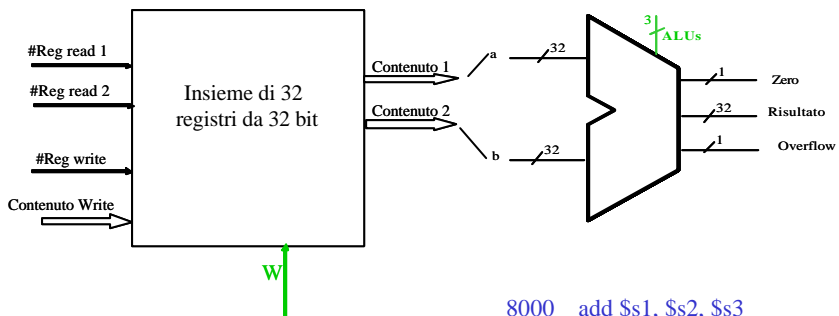 #Reg read 1
#Reg read 2
#Reg write
Contenuto Write
Insieme di 32
registri da 32 bit
W
Contenuto 1
Contenuto 2
a
b
32
32
3
ALUs
1
Zero
32
Risultato
1
Overflow
8000 add $s1, $s2, $s3